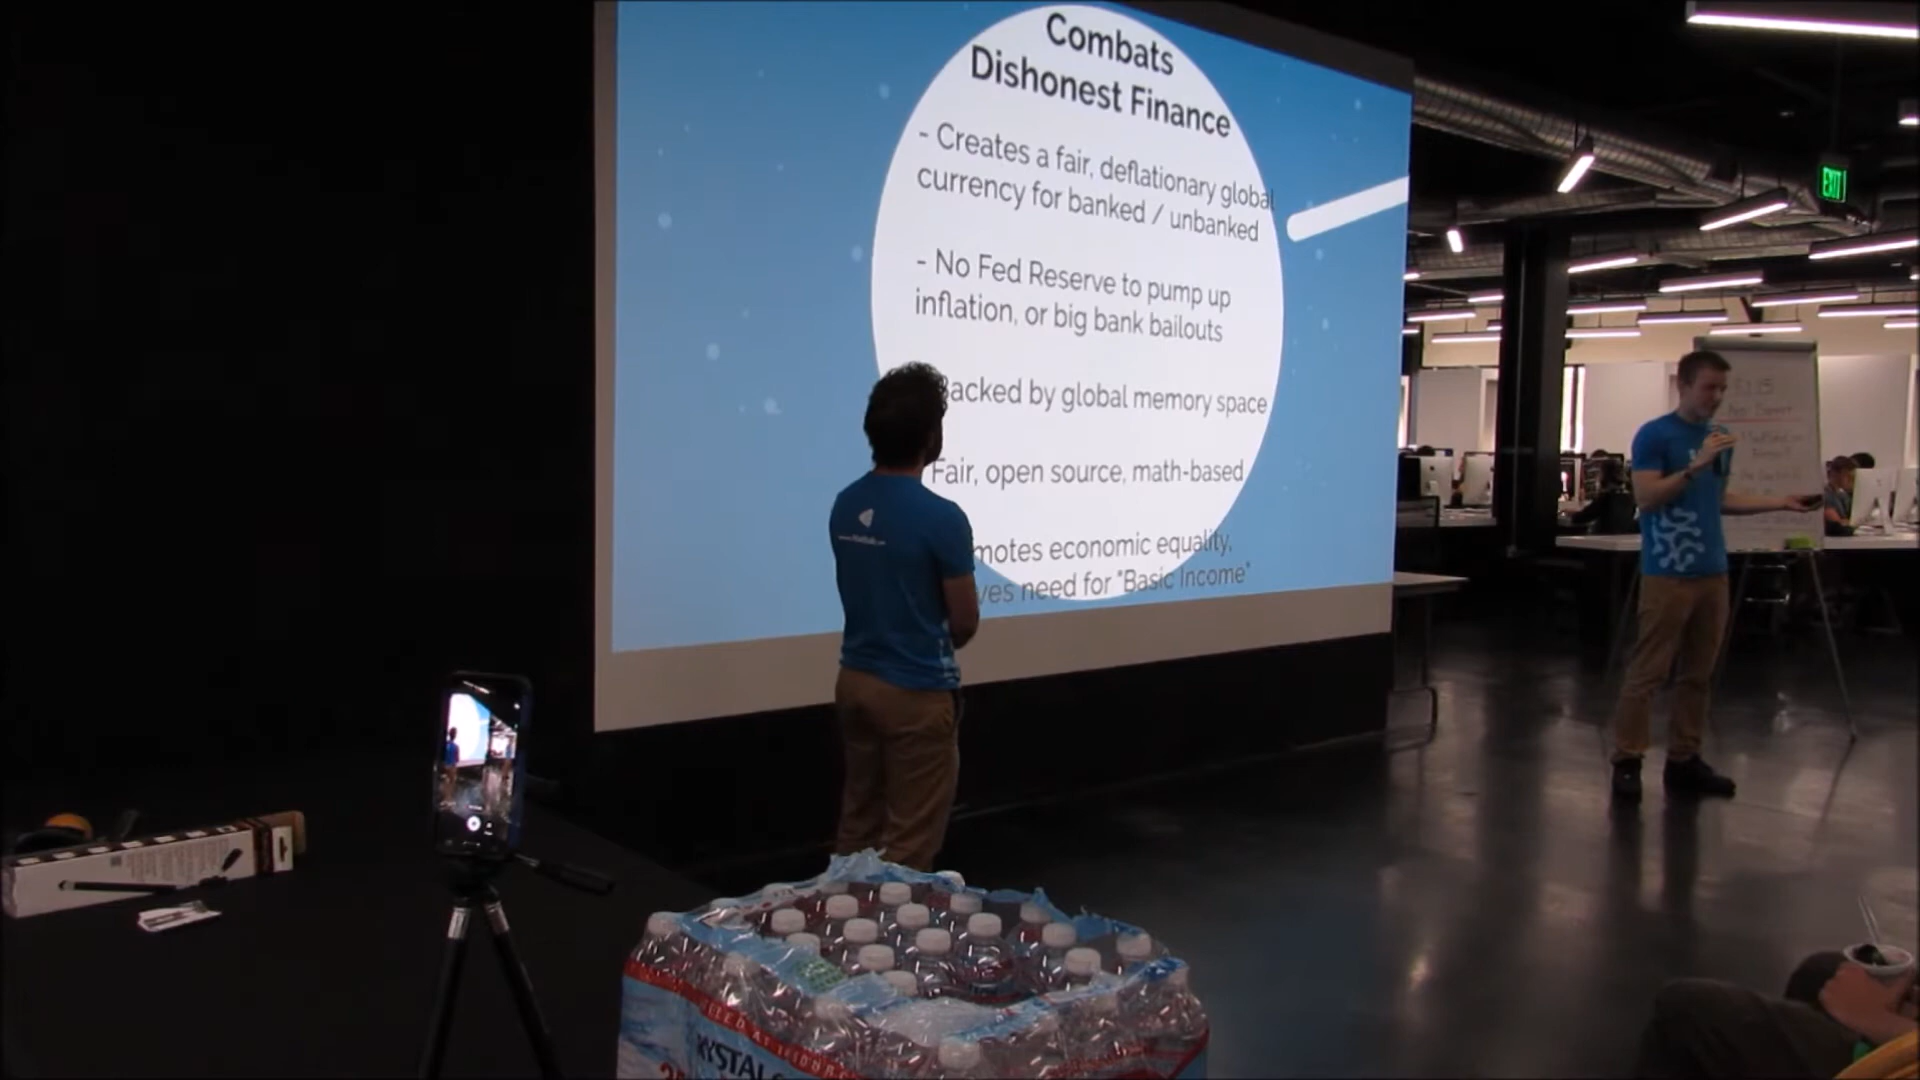 Combats
Dishonest Finance
- Creates a fair, deflationary global
currency for banked / unbanked
- No Fed Reserve to pump up
inflation, or big bank bailouts
acked by global memory space
Fair, open source, math-based
motes economic equality,
ves need for "Basic Income"
EXIT